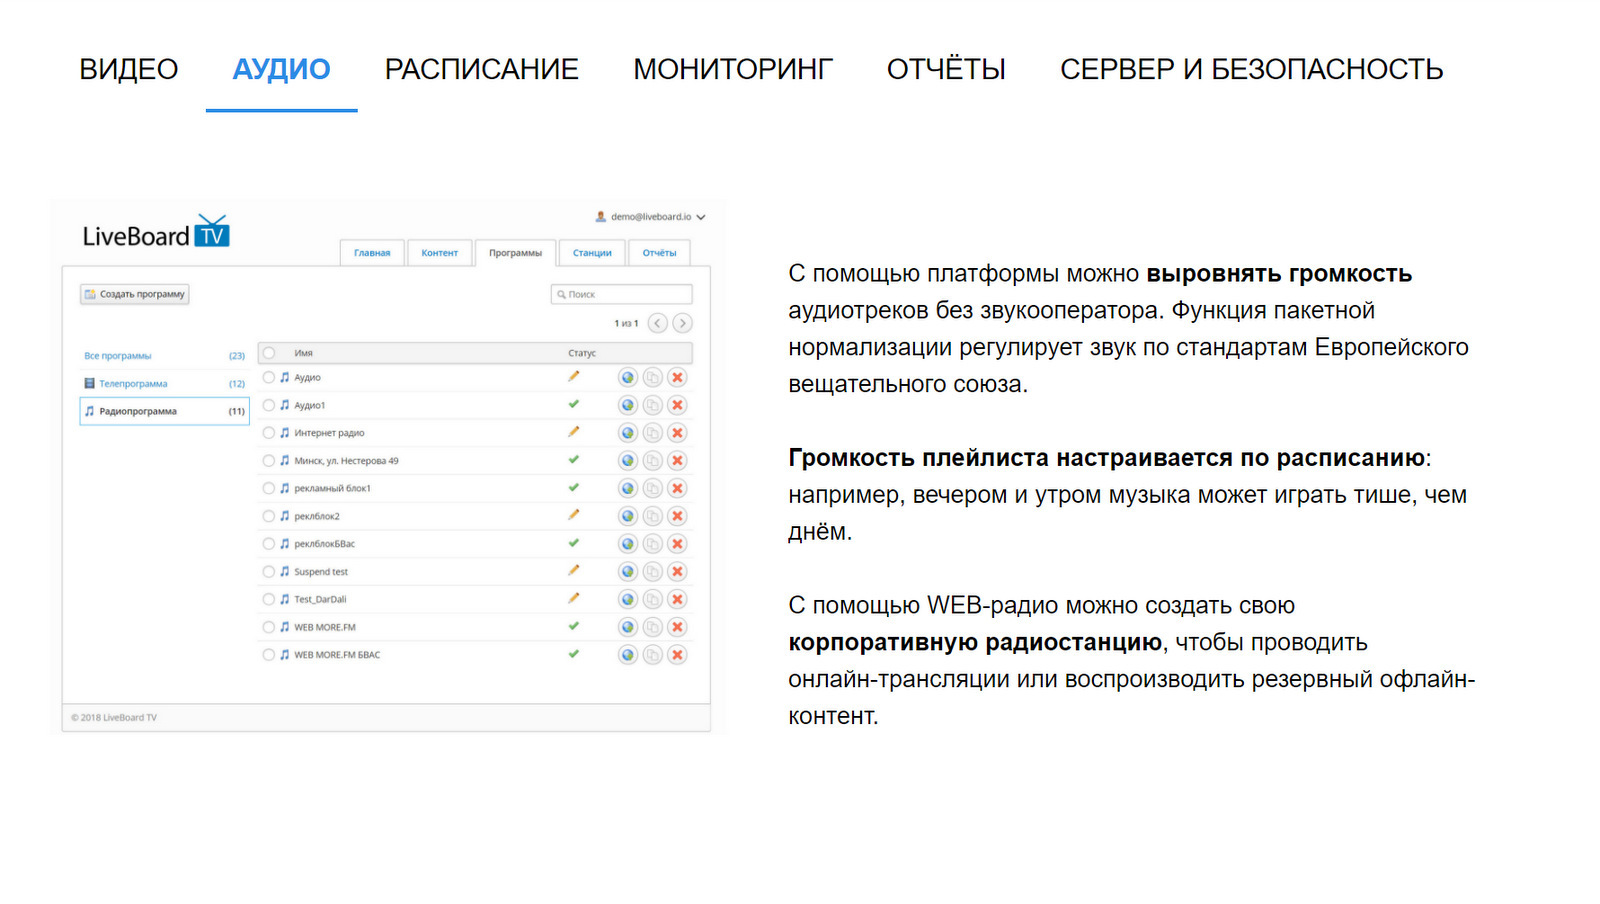 ВИДЕО АУДИО РАСПИСАНИЕ МОНИТОРИНГ ОТЧЁТЫ СЕРВЕР И БЕЗОПАСНОСТЬ
LiveBoard TV
demo@liveboard.io
Главная Контент Программы Станции Отчёты
Создать программу
Поиск
1 из 1
Все программы (23)
Телепрограмма (12)
Радиопрограмма (11)
Имя Статус
Аудио
Аудио1
Интернет радио
Минск, ул. Нестерова 49
рекламный блок1
реклблок2
реклблокБВас
Suspend test
Test_DarDali
WEB MORE.FM
WEB MORE.FM БВАС
© 2018 LiveBoard TV
С помощью платформы можно выровнять громкость
аудиотреков без звукооператора. Функция пакетной
нормализации регулирует звук по стандартам Европейского
вещательного союза.
Громкость плейлиста настраивается по расписанию:
например, вечером и утром музыка может играть тише, чем
днём.
С помощью WEB-радио можно создать свою
корпоративную радиостанцию, чтобы проводить
онлайн-трансляции или воспроизводить резервный офлайн-
контент.